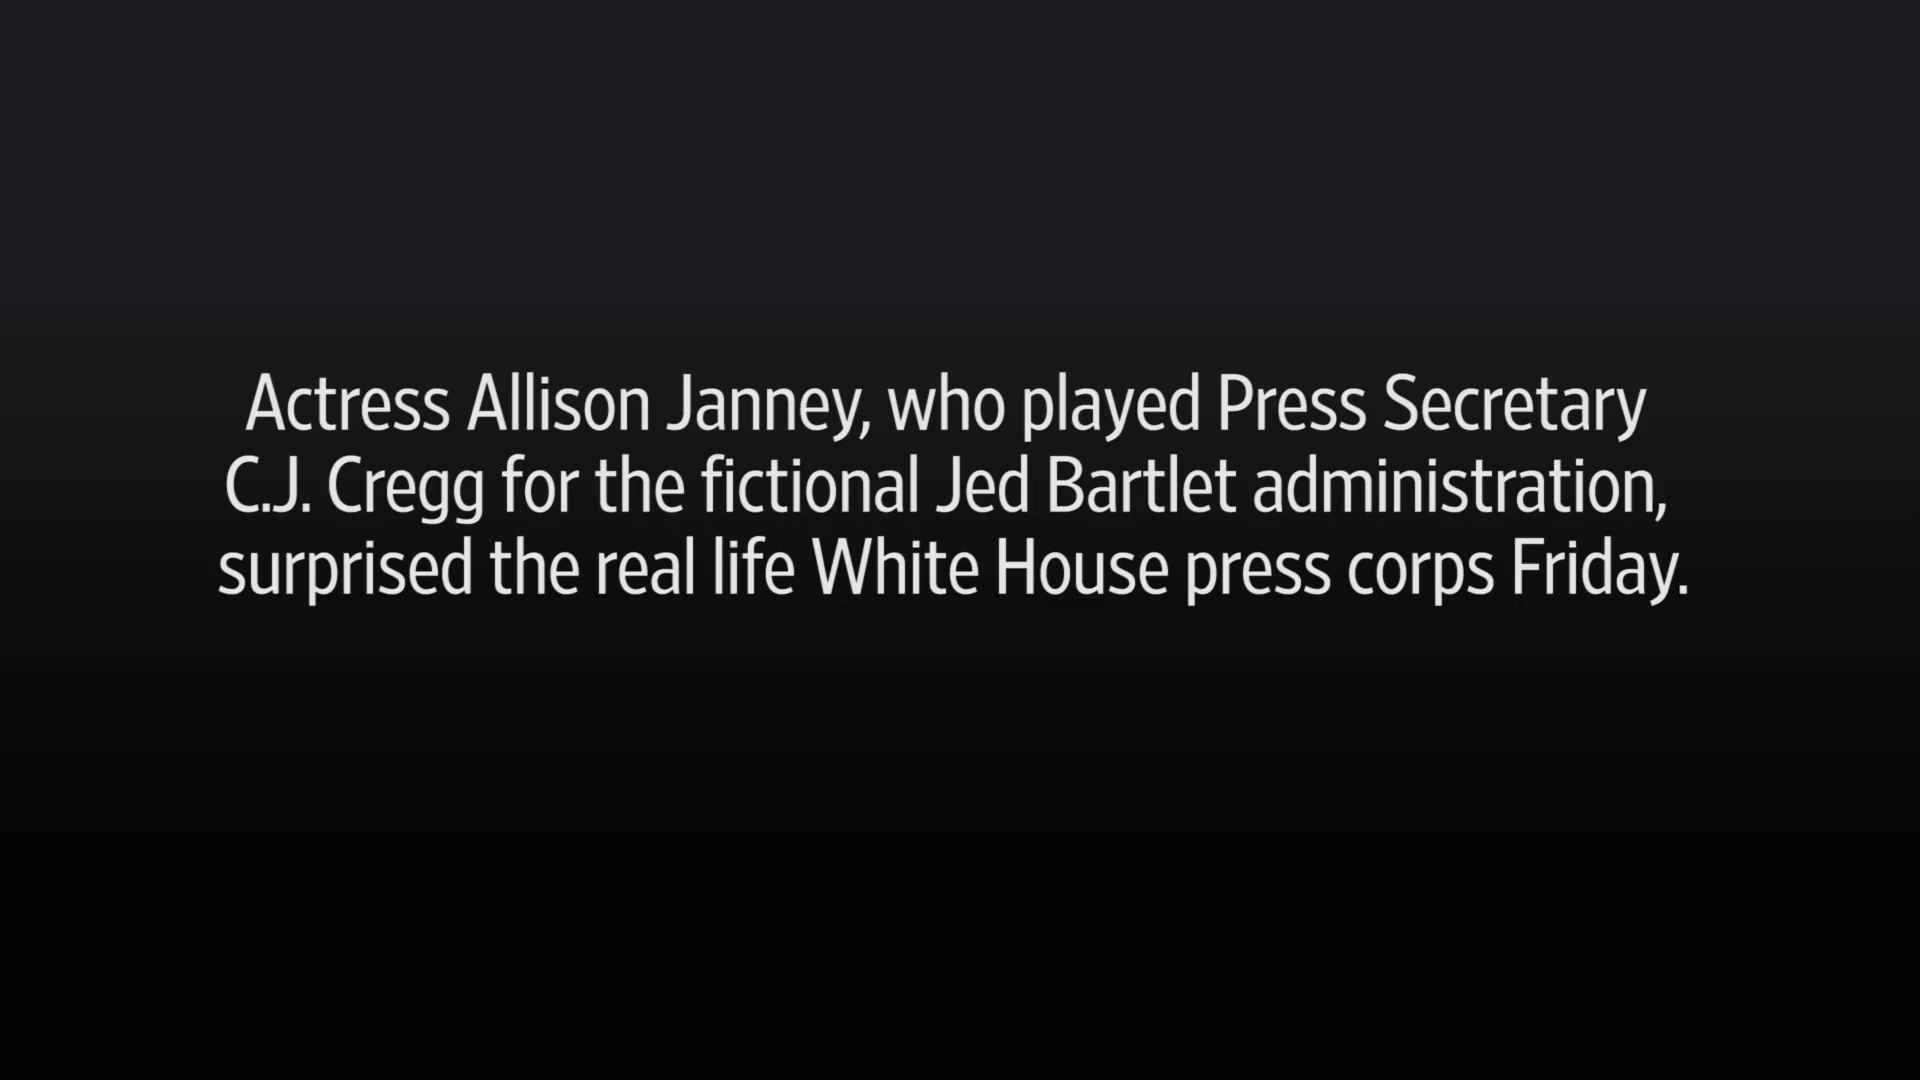 Actress Allison Janney, who played Press Secretary
C.J. Cregg for the fictional Jed Bartlet administration,
surprised the real life White House press corps Friday.